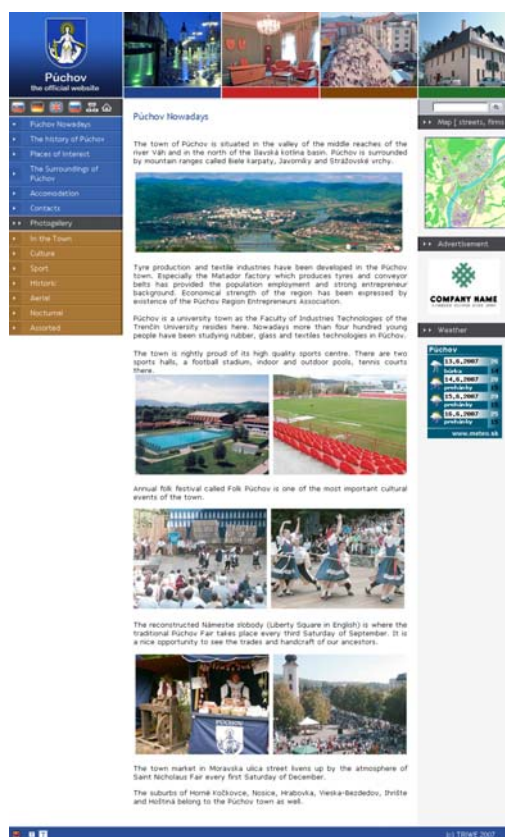 Púchov
the official website
Púchov Nowadays
The history of Púchov
Places of Interest
The Surroundings of
Púchov
Accomodation
Contacts
Photogallery
In the Town
Culture
Sport
Historic
Aerial
Nocturnal
Assorted
Púchov Nowadays
The town of Púchov is situated in the valley of the middle reaches of the
river Váh and in the north of the Ilavská kotlina basin. Púchov is surrounded
by mountain ranges called Biele karpaty, Javorníky and Strážovské vrchy.
Tyre production and textile industries have been developed in the Púchov
town. Especially the Matador factory which produces tyres and conveyor
belts has provided the population employment and strong entrepreneur
background. Economical strength of the region has been expressed by
existence of the Púchov Region Entrepreneurs Association.
Púchov is a university town as the Faculty of Industries Technologies of the
Trenčín University resides here. Nowadays more than four hundred young
people have been studying rubber, glass and textiles technologies in Púchov.
The town is rightly proud of its high quality sports centre. There are two
sports halls, a football stadium, indoor and outdoor pools, tennis courts
there.
Annual folk festival called Folk Púchov is one of the most important cultural
events of the town.
The reconstructed Námestie slobody (Liberty Square in English) is where the
traditional Púchov Fair takes place every third Saturday of September. It is
a nice opportunity to see the trades and handcraft of our ancestors.
PÚCHOV
The town market in Moravska ulica street livens up by the atmosphere of
Saint Nicholaus Fair every first Saturday of December.
The suburbs of Horné Kočkovce, Nosice, Hrabovka, Vieska-Bezdedov, Ihrište
and Hoštiná belong to the Púchov town as well.
Map [ streets, firms
Advertisement
COMPANY NAME
Weather
Púchov
13.6.2007
búrka
14.6.2007
prehánky
15.6.2007
prehánky
16.6.2007
prehánky
www.meteo.sk
(c) TRIWE 2007